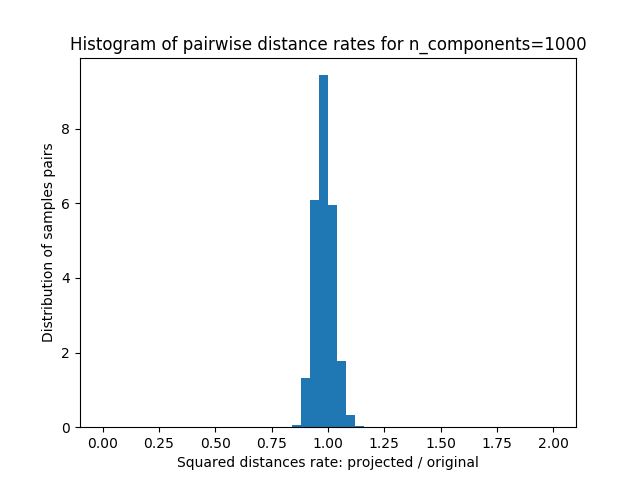 Histogram of pairwise distance rates for n_components=1000
Distribution of samples pairs
8
6
4
2
0
0.00 0.25 0.50 0.75 1.00 1.25 1.50 1.75 2.00
Squared distances rate: projected / original